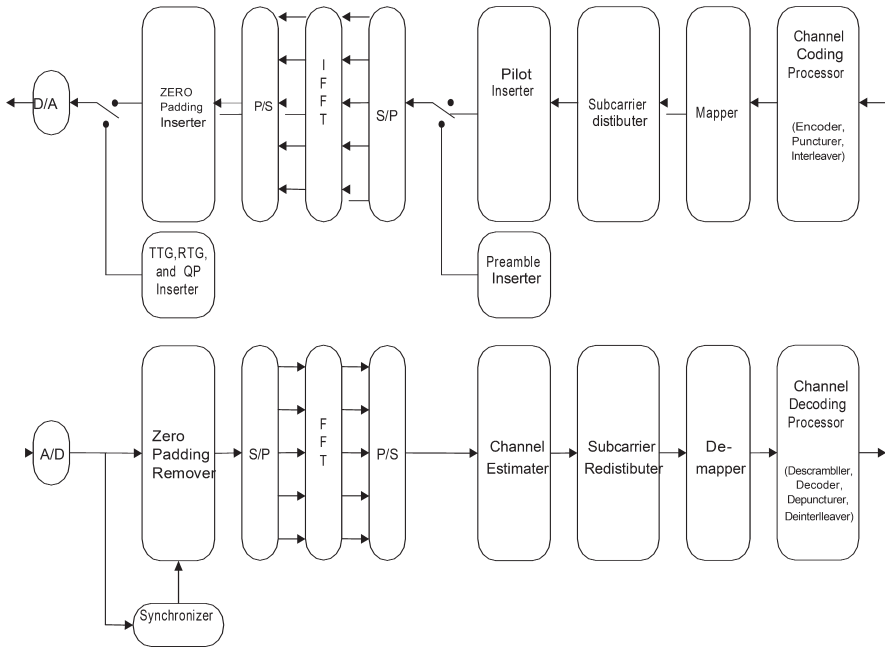 D/A
ZERO
Padding
Inserter
P/S
I
F
F
T
S/P
Pilot
Inserter
Subcarrier
distibuter
Mapper
Channel
Coding
Processor
(Encoder,
Puncturer,
Interleaver)
TTG,RTG,
and QP
Inserter
Preamble
Inserter
A/D
Zero
Padding
Remover
S/P
F
F
T
P/S
Channel
Estimater
Subcarrier
Redistibuter
De-
mapper
Channel
Decoding
Processor
(Descrambller,
Decoder,
Depuncturer,
Deinterlleaver)
Synchronizer